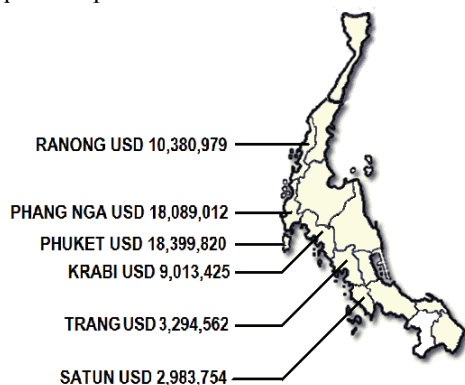 RANONG USD 10,380,979
PHANG NGA USD 18,089,012
PHUKET USD 18,399,820
KRABI USD 9,013,425
TRANG USD 3,294,562
SATUN USD 2,983,754